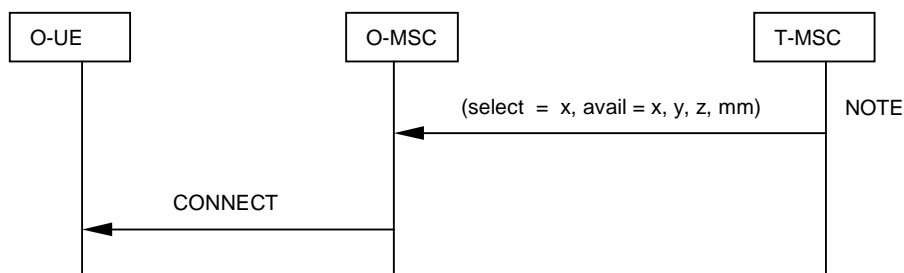 O-UE
O-MSC
T-MSC
(select = x, avail = x, y, z, mm)
NOTE
CONNECT